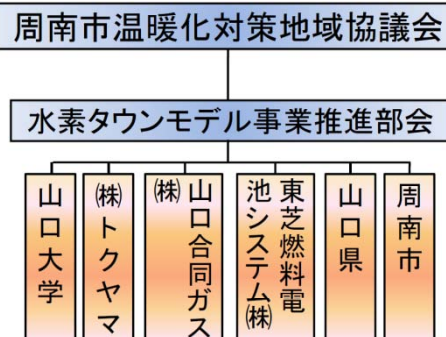 周南市温暖化対策地域協議会
水素タウンモデル事業推進部会
山口大学
㈱トクヤマ
山口合同ガス
㈱
東芝燃料電
池システム㈱
山口県
周南市